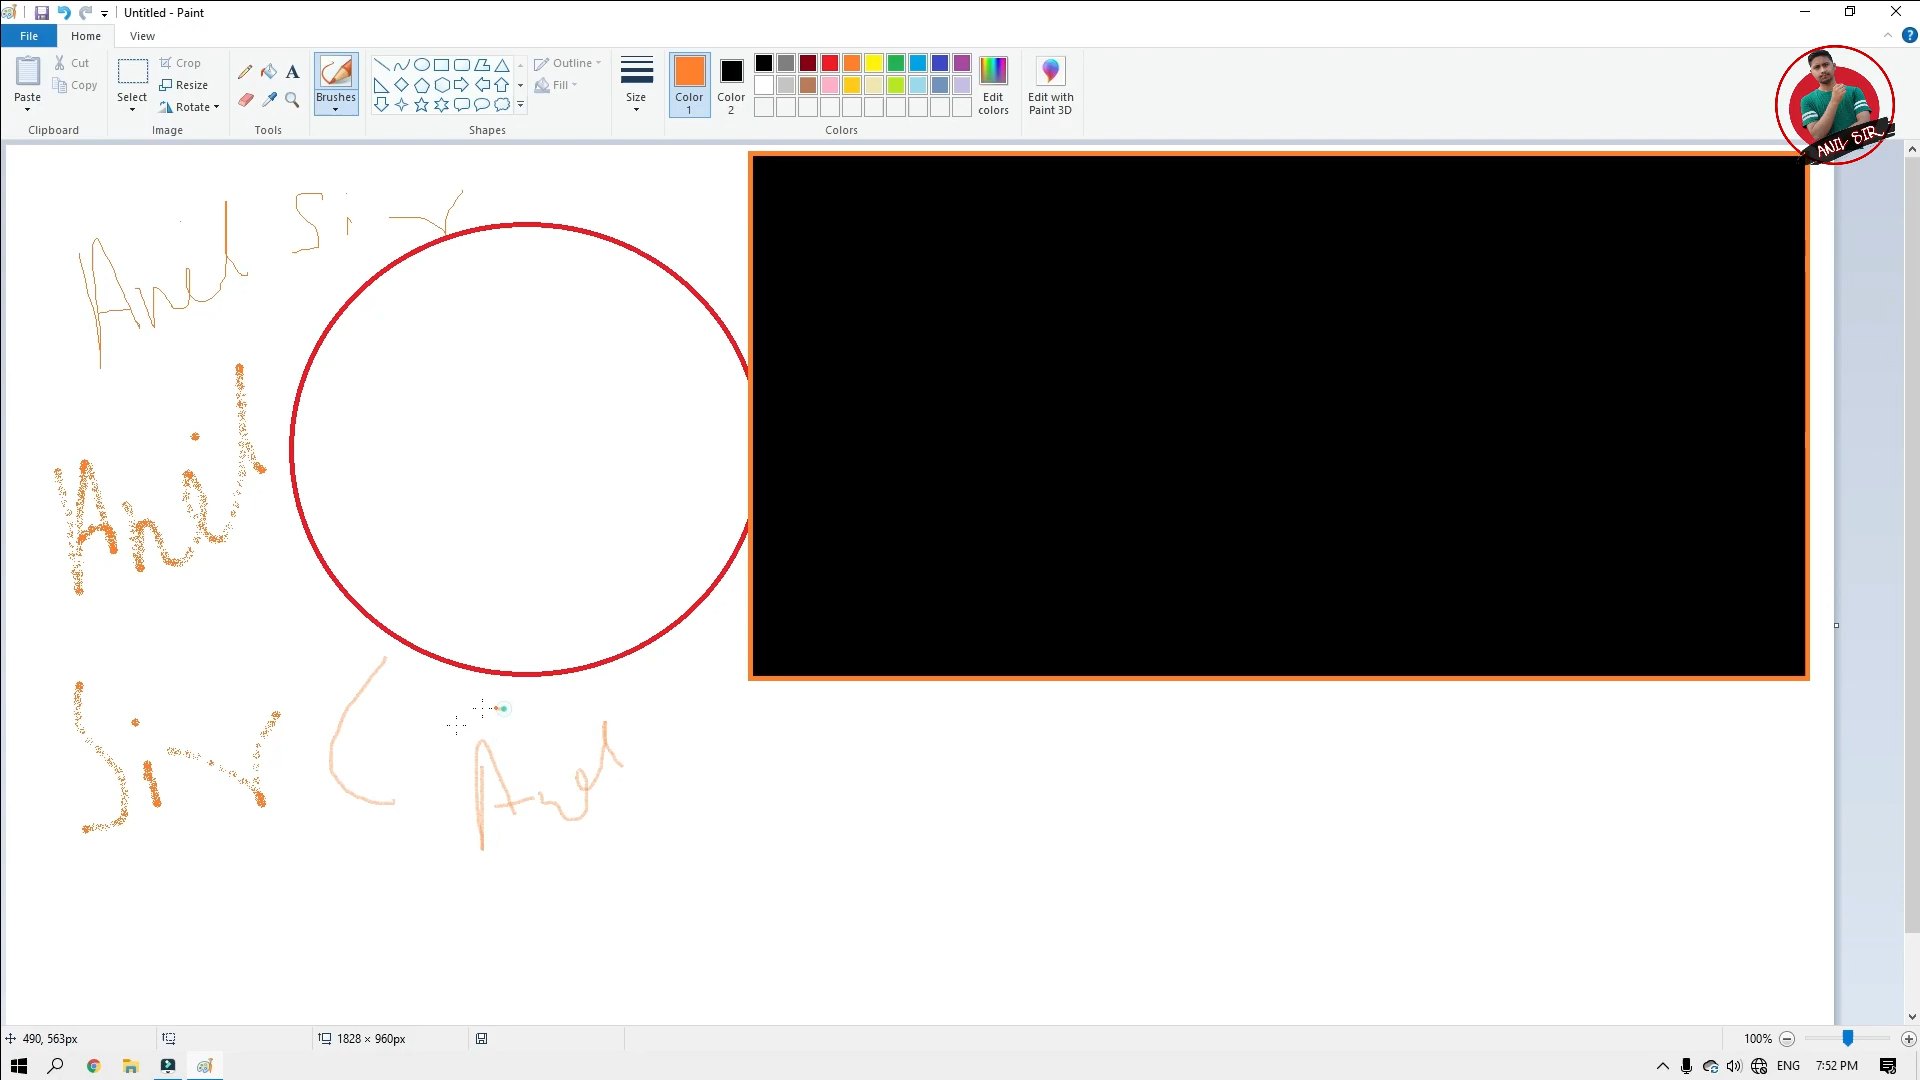 Untitled - Paint
File Home View
Paste
Cut
Copy
Clipboard
Select
Crop
Resize
Rotate
Image
A
Tools
Brushes
Outline
Fill
Shapes
Size
Color 1
Color 2
Edit colors
Colors
Edit with Paint 3D
?
ANIL SIR
Anil Sir
Anil
Sir
Anil
490, 563px
1828 × 960px
100%
ENG
7:52 PM